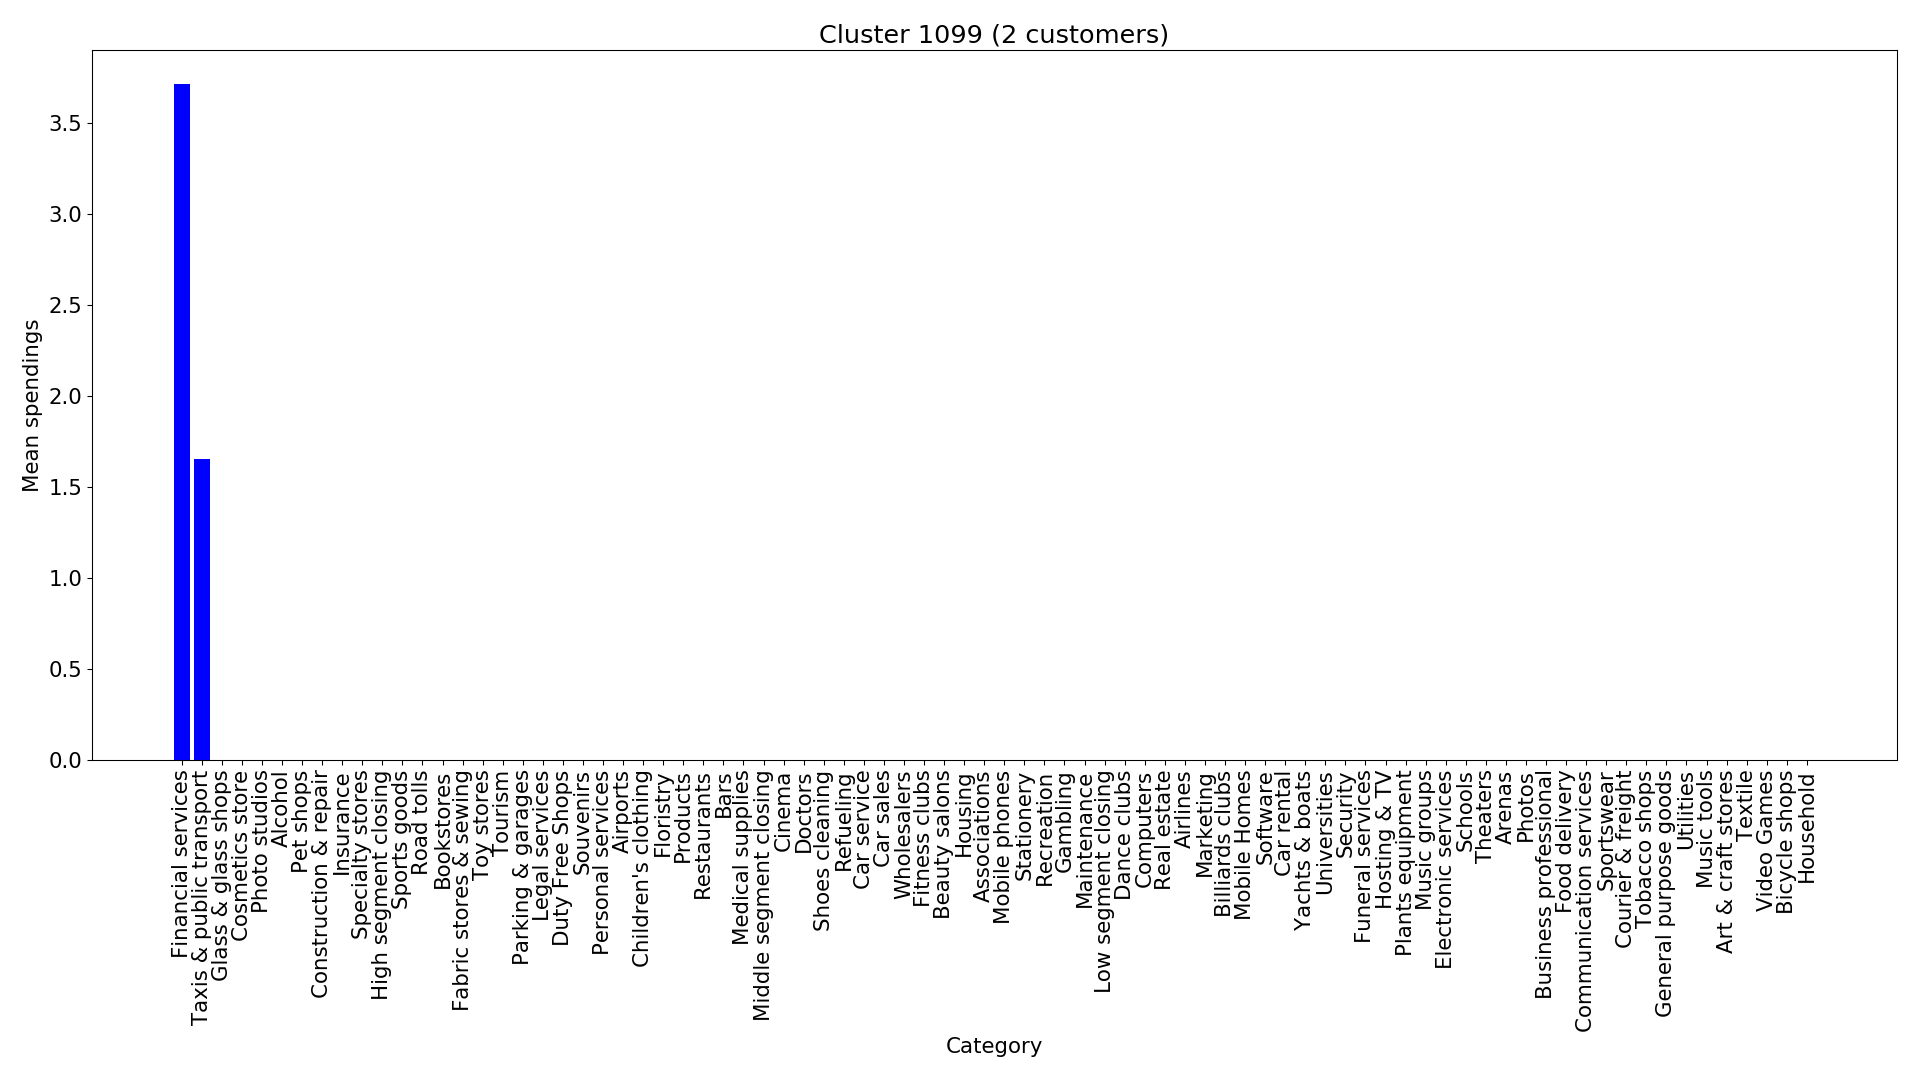 Cluster 1099 (2 customers)
Mean spendings
3.5
3.0
2.5
2.0
1.5
1.0
0.5
0.0
Financial services
Taxis & public transport
Glass & glass shops
Cosmetics store
Photo studios
Alcohol
Pet shops
Construction & repair
Insurance
Specialty stores
High segment closing
Sports goods
Road tolls
Bookstores
Fabric stores & sewing
Toy stores
Tourism
Parking & garages
Legal services
Duty Free Shops
Souvenirs
Personal services
Airports
Children's clothing
Floristry
Products
Restaurants
Bars
Medical supplies
Middle segment closing
Cinema
Doctors
Shoes cleaning
Refueling
Car service
Car sales
Wholesalers
Fitness clubs
Beauty salons
Housing
Associations
Mobile phones
Stationery
Recreation
Gambling
Maintenance
Low segment closing
Dance clubs
Computers
Real estate
Airlines
Marketing
Billiards clubs
Mobile Homes
Software
Car rental
Yachts & boats
Universities
Security
Funeral services
Hosting & TV
Plants equipment
Music groups
Electronic services
Schools
Theaters
Arenas
Photos
Business professional
Food delivery
Communication services
Sportswear
Courier & freight
Tobacco shops
General purpose goods
Utilities
Music tools
Art & craft stores
Textile
Video Games
Bicycle shops
Household
Category